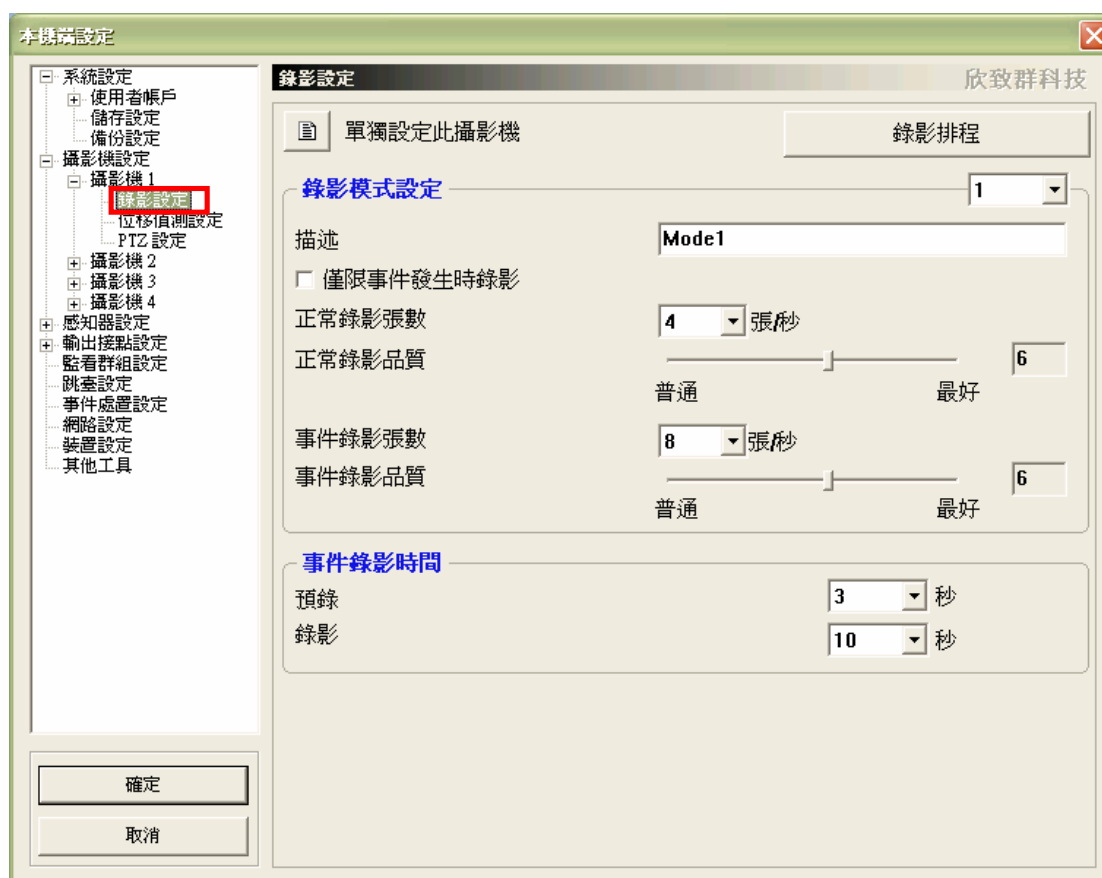 本機端設定
系統設定
使用者帳戶
儲存設定
備份設定
攝影機設定
攝影機 1
錄影設定
位移偵測設定
PTZ 設定
攝影機 2
攝影機 3
攝影機 4
感知器設定
輸出接點設定
監看群組設定
跳臺設定
事件處置設定
網路設定
裝置設定
其他工具
確定
取消
錄影設定
欣致群科技
單獨設定此攝影機
錄影排程
錄影模式設定 1
描述 Mode1
僅限事件發生時錄影
正常錄影張數 4 張/秒
正常錄影品質 6
普通 最好
事件錄影張數 8 張/秒
事件錄影品質 6
普通 最好
事件錄影時間
預錄 3 秒
錄影 10 秒